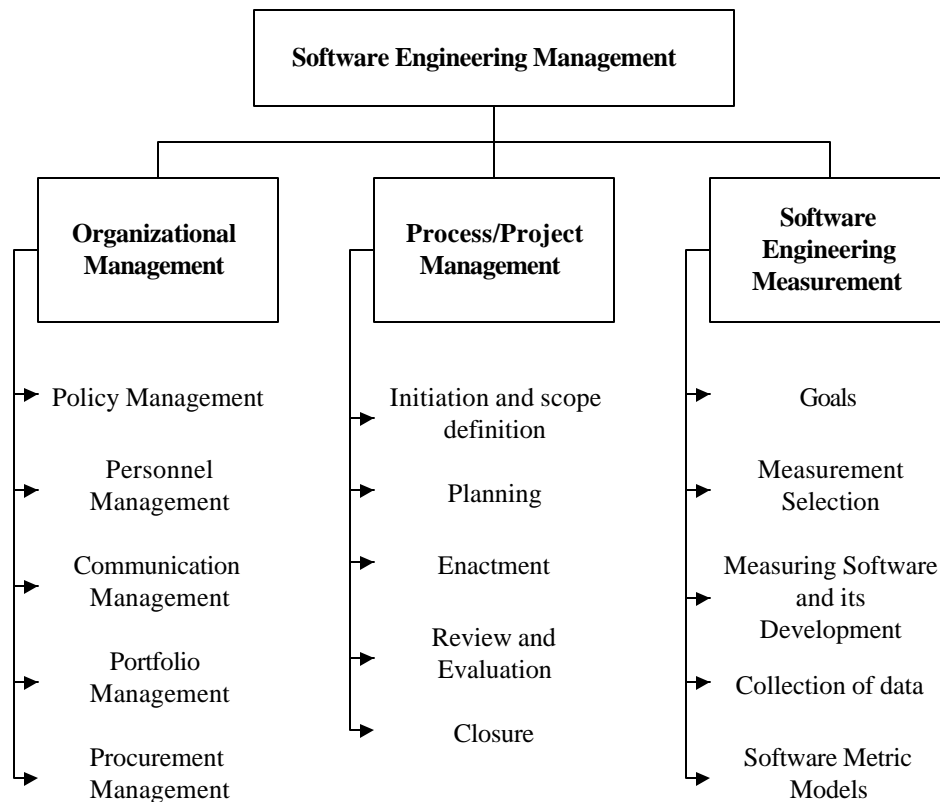 Software Engineering Management
Organizational
Management
Policy Management
Personnel
Management
Communication
Management
Portfolio
Management
Procurement
Management
Process/Project
Management
Initiation and scope
definition
Planning
Enactment
Review and
Evaluation
Closure
Software
Engineering
Measurement
Goals
Measurement
Selection
Measuring Software
and its
Development
Collection of data
Software Metric
Models